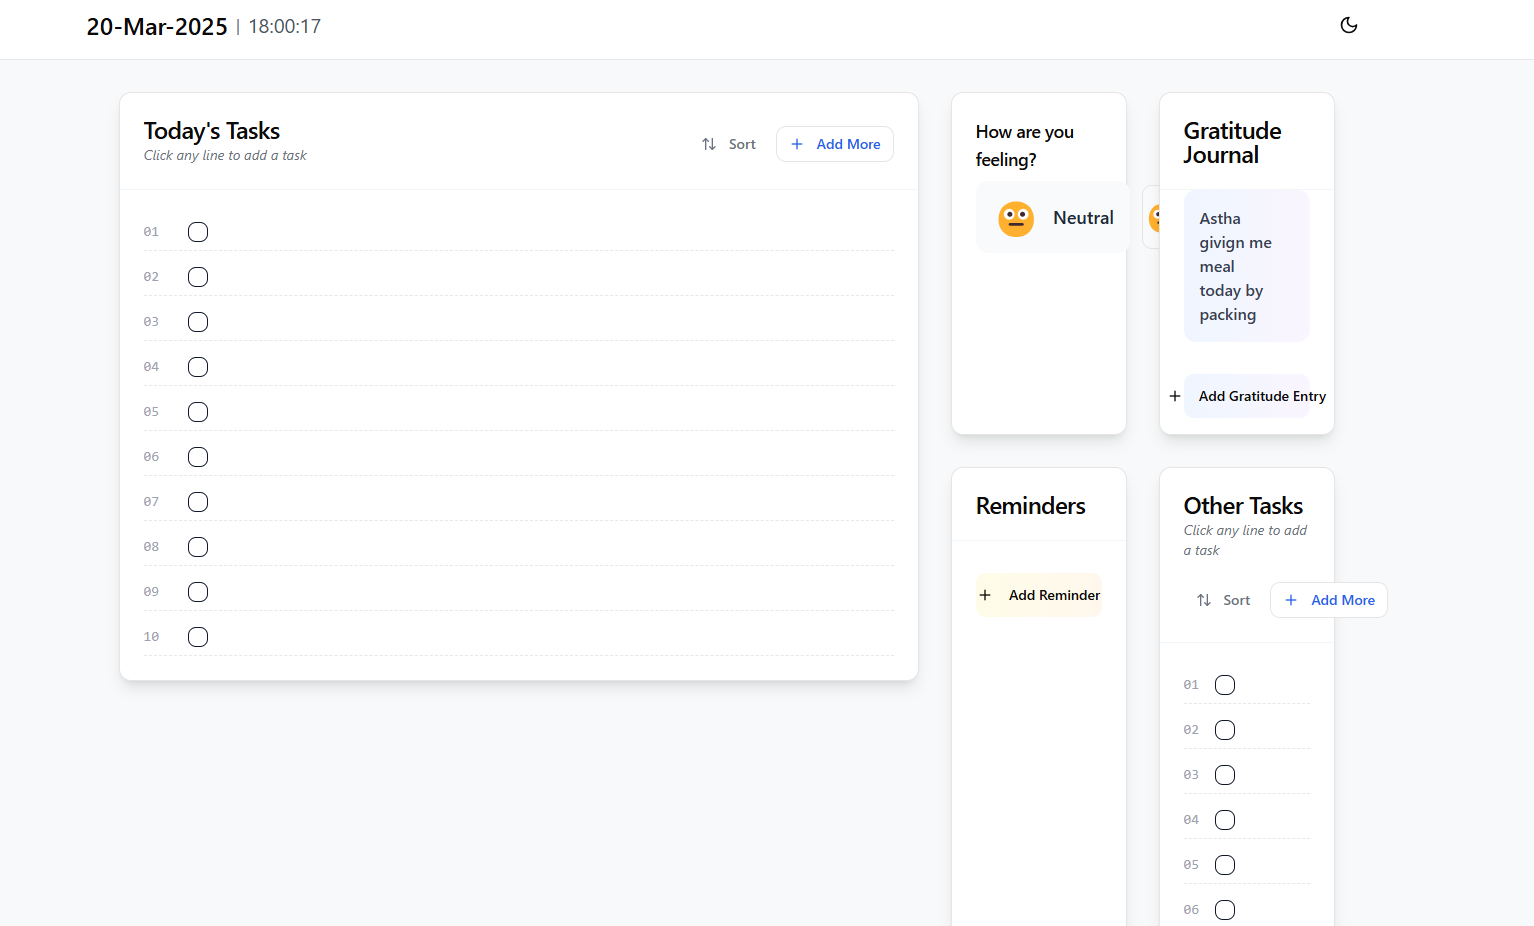 20-Mar-2025 | 18:00:17
Today's Tasks
Click any line to add a task
Sort
Add More
01
02
03
04
05
06
07
08
09
10
How are you
feeling?
Neutral
Gratitude
Journal
Astha
givign me
meal
today by
packing
+ Add Gratitude Entry
Reminders
+ Add Reminder
Other Tasks
Click any line to add
a task
Sort
+ Add More
01
02
03
04
05
06